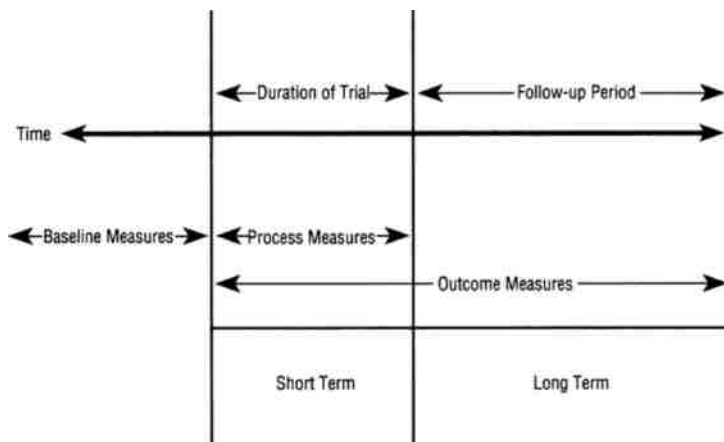 Duration of Trial
Follow-up Period
Time
Baseline Measures
Process Measures
Outcome Measures
Short Term
Long Term